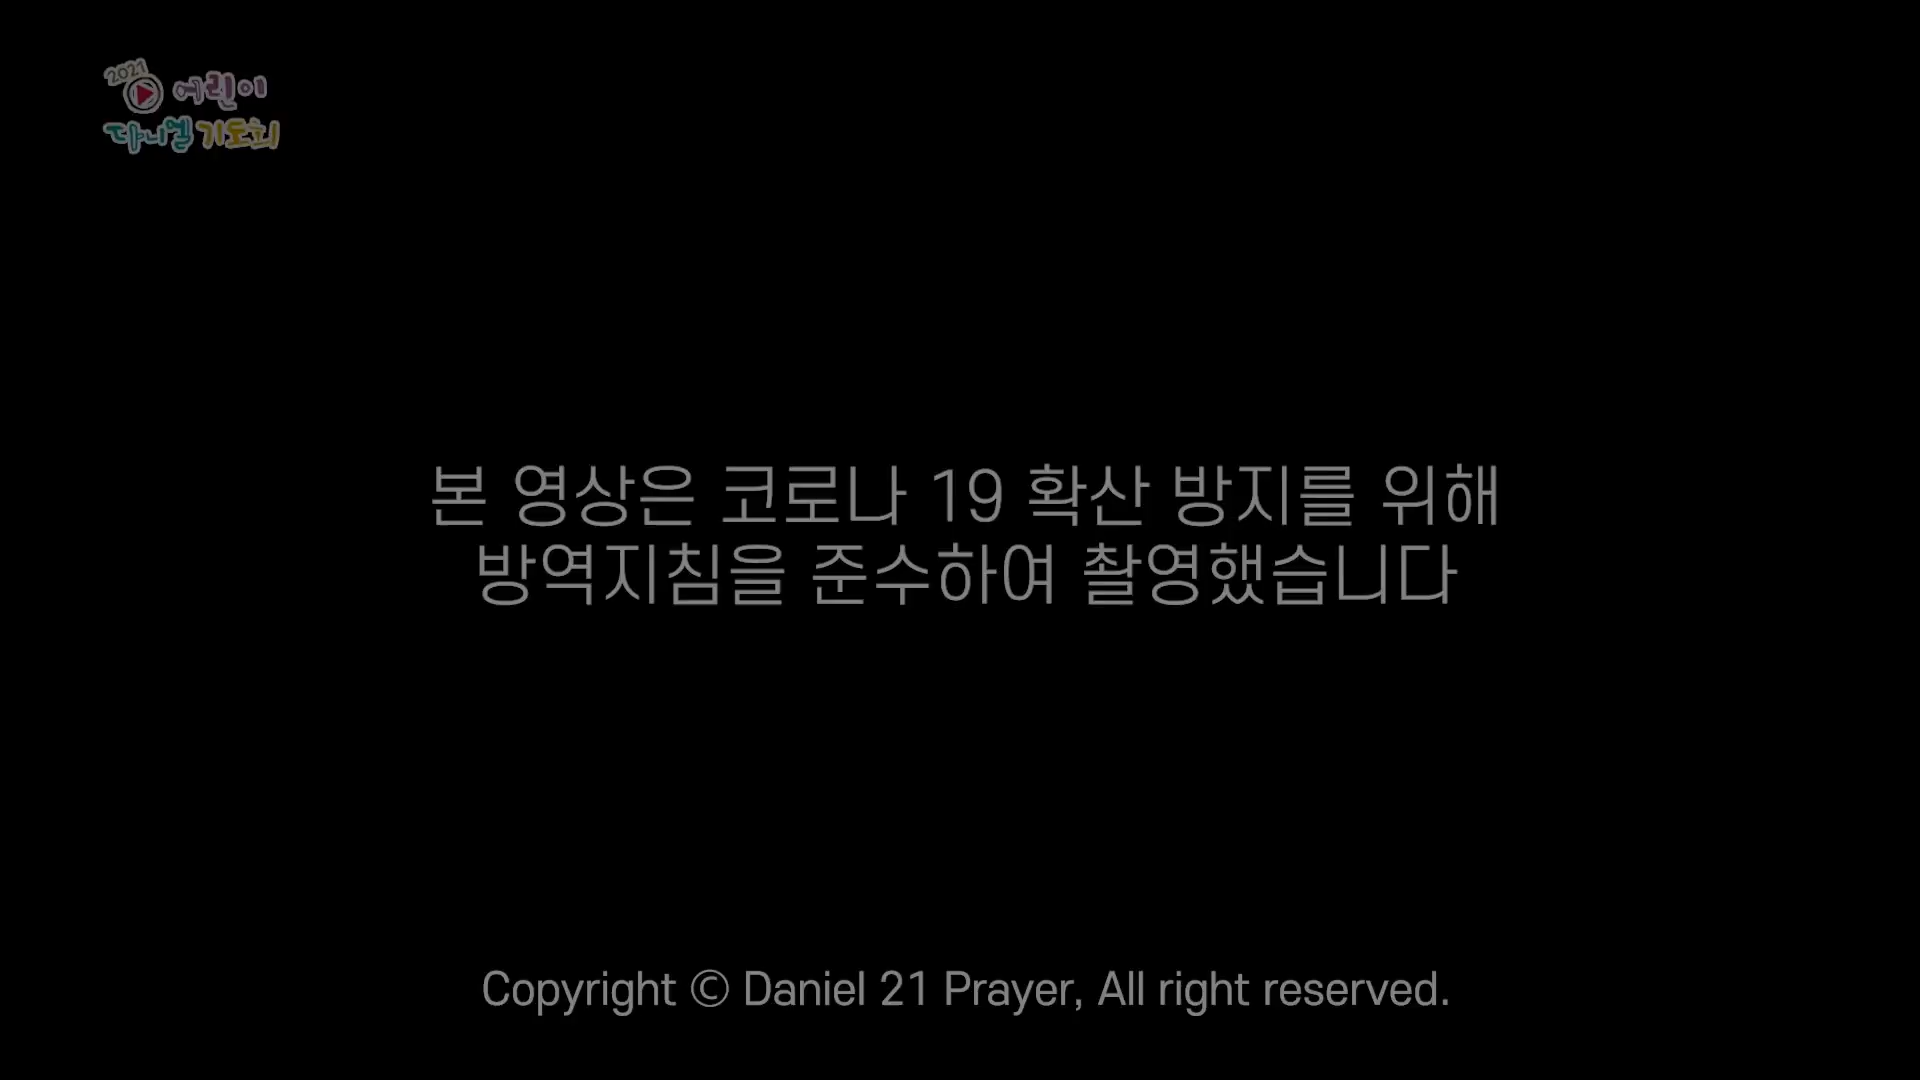 2021
어린이
다니엘 기도회
본 영상은 코로나 19 확산 방지를 위해
방역지침을 준수하여 촬영했습니다
Copyright © Daniel 21 Prayer, All right reserved.